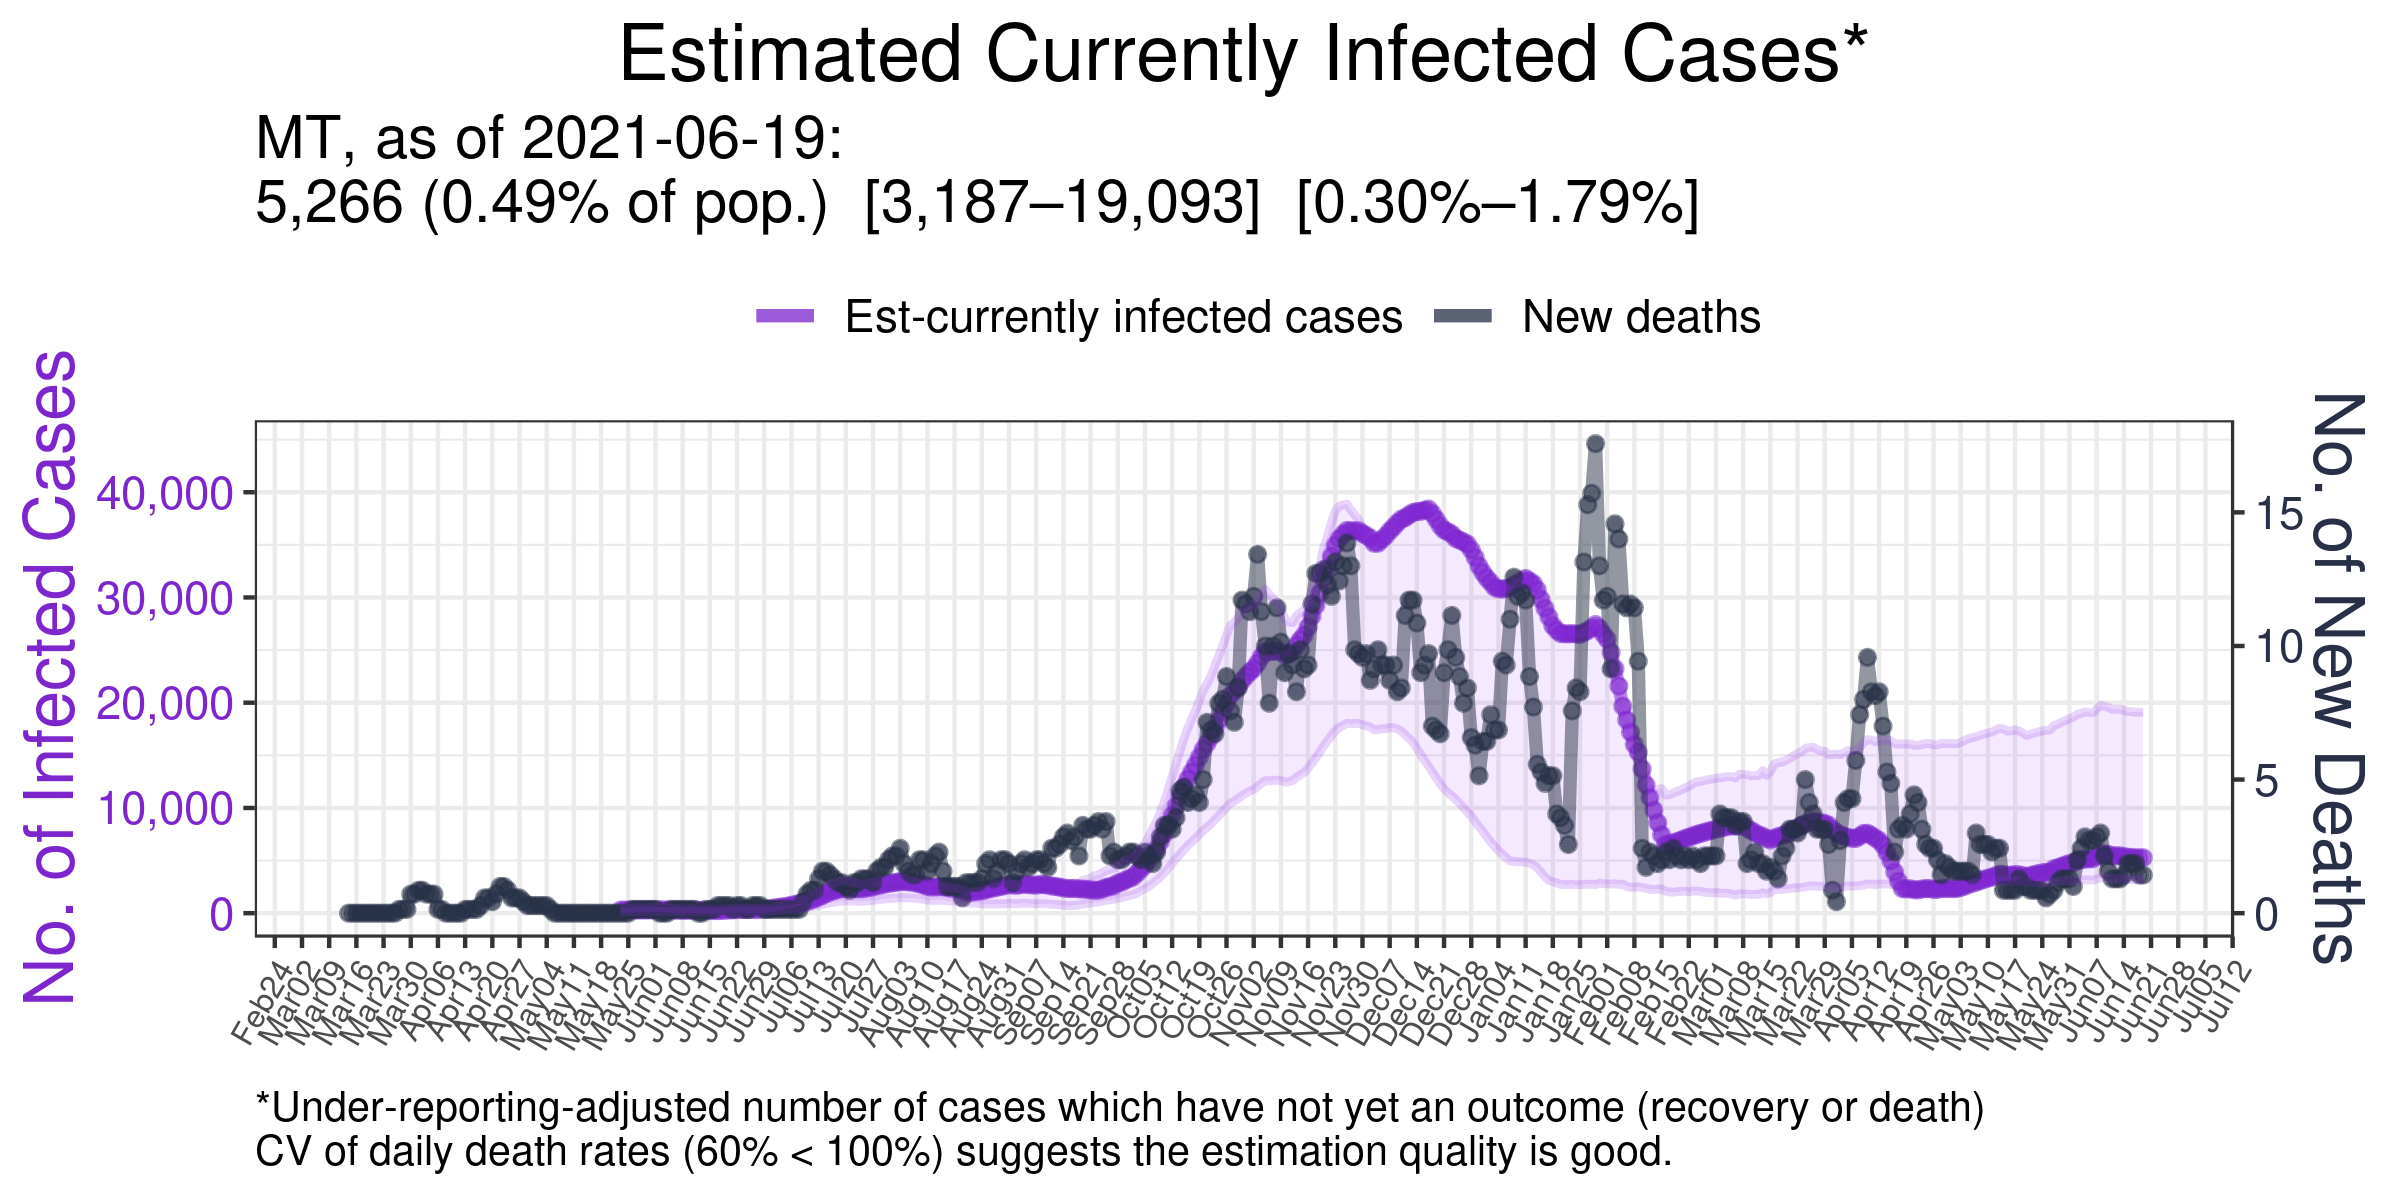 Estimated Currently Infected Cases*
MT, as of 2021-06-19:
5,266 (0.49% of pop.) [3,187–19,093] [0.30%–1.79%]
Est-currently infected cases
New deaths
No. of Infected Cases
40,000
30,000
20,000
10,000
0
15
10
5
0
No. of New Deaths
Feb24
Mar02
Mar09
Mar16
Mar23
Mar30
Apr06
Apr13
Apr20
Apr27
May04
May11
May18
May25
Jun01
Jun08
Jun15
Jun22
Jun29
Jul06
Jul13
Jul20
Jul27
Aug03
Aug10
Aug17
Aug24
Aug31
Sep07
Sep14
Sep21
Sep28
Oct05
Oct12
Oct19
Oct26
Nov02
Nov09
Nov16
Nov23
Nov30
Dec07
Dec14
Dec21
Dec28
Jan04
Jan11
Jan18
Jan25
Feb01
Feb08
Feb15
Feb22
Mar01
Mar08
Mar15
Mar22
Mar29
Apr05
Apr12
Apr19
Apr26
May03
May10
May17
May24
May31
Jun07
Jun14
Jun21
Jun28
Jul05
Jul12
*Under-reporting-adjusted number of cases which have not yet an outcome (recovery or death)
CV of daily death rates (60% < 100%) suggests the estimation quality is good.